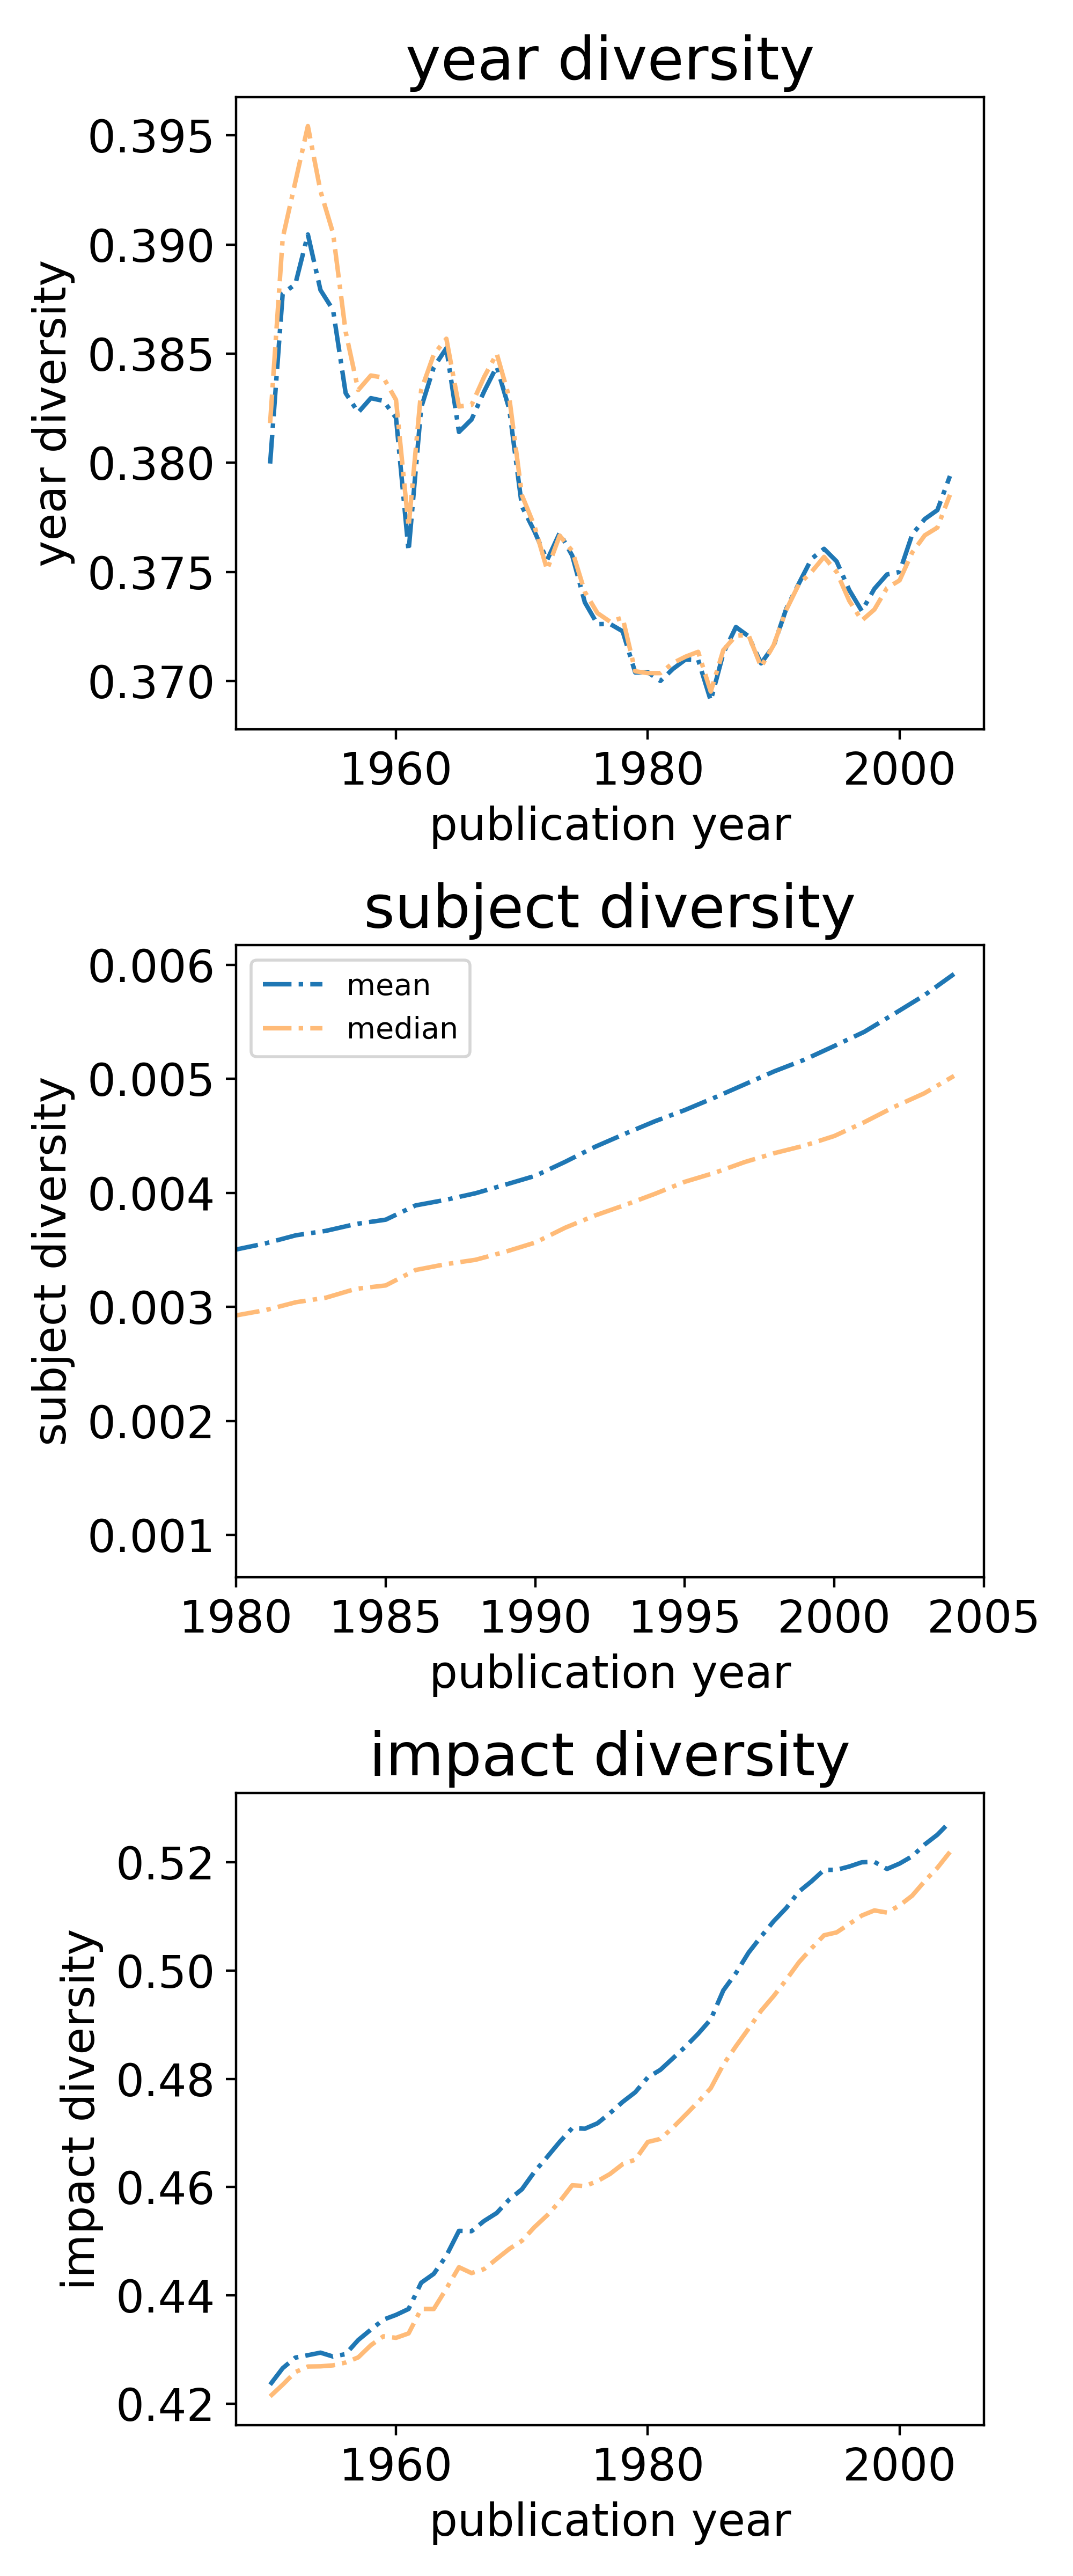 year diversity
0.395
0.390
0.385
0.380
0.375
0.370
year diversity
1960 1980 2000
publication year
subject diversity
0.006
0.005
0.004
0.003
0.002
0.001
subject diversity
mean
median
1980 1985 1990 1995 2000 2005
publication year
impact diversity
0.52
0.50
0.48
0.46
0.44
0.42
impact diversity
1960 1980 2000
publication year